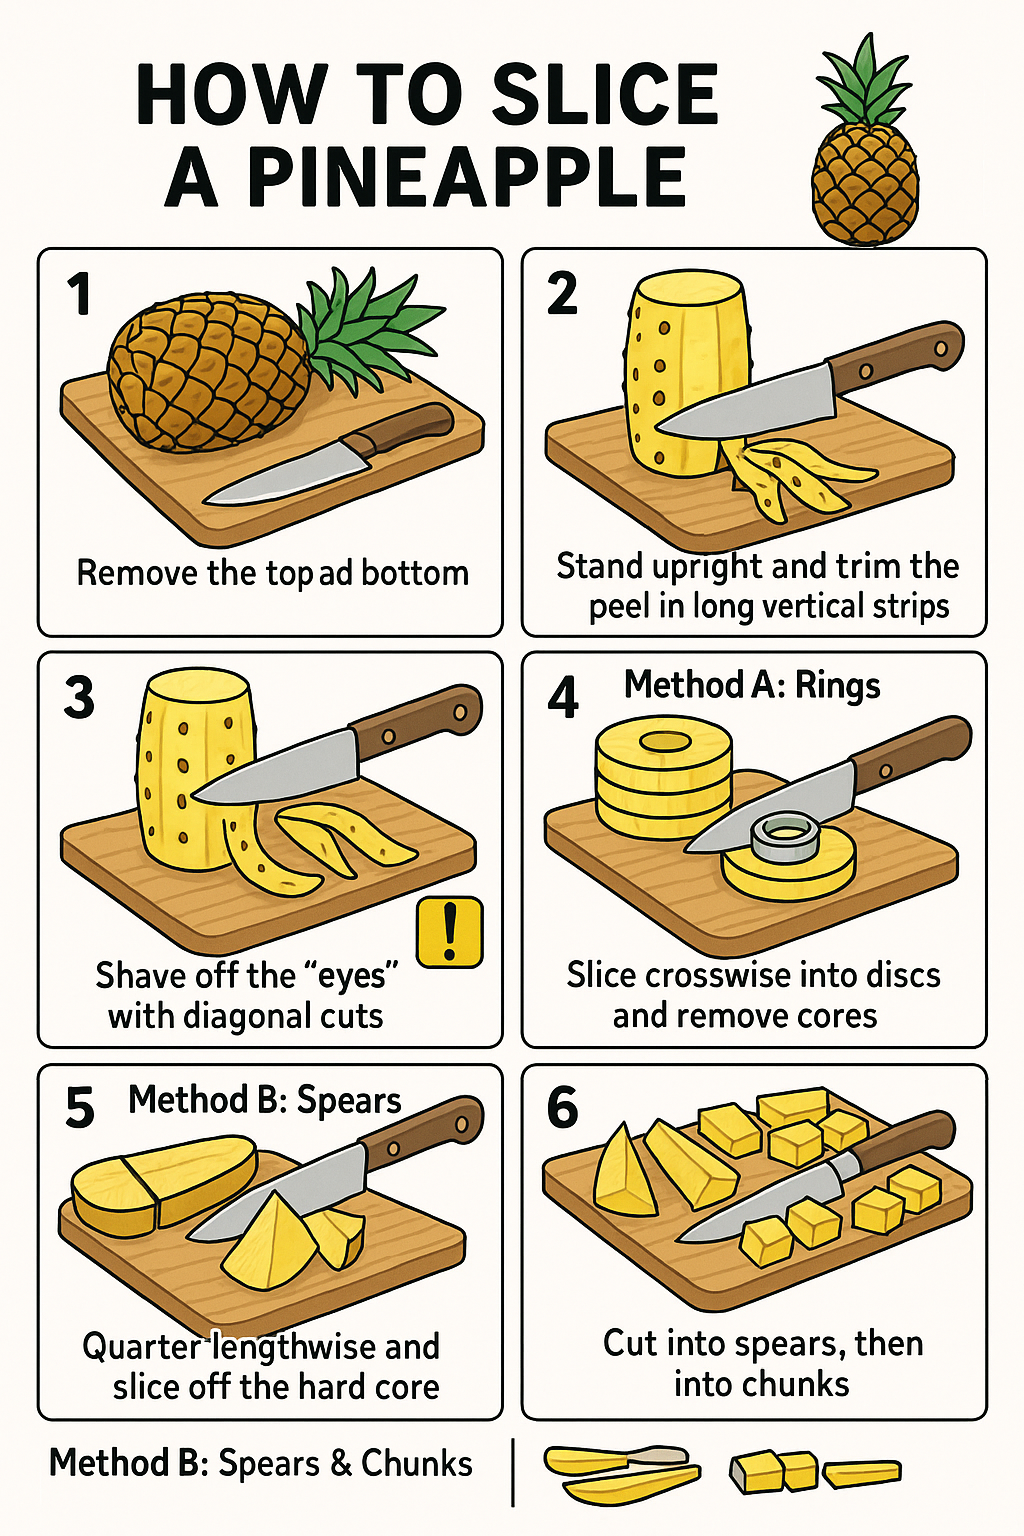 HOW TO SLICE
A PINEAPPLE
1
Remove the top ad bottom
2
Stand upright and trim the
peel in long vertical strips
3
!
Shave off the “eyes”
with diagonal cuts
4
Method A: Rings
Slice crosswise into discs
and remove cores
5
Method B: Spears
Quarter lengthwise and
slice off the hard core
6
Cut into spears, then
into chunks
Method B: Spears & Chunks